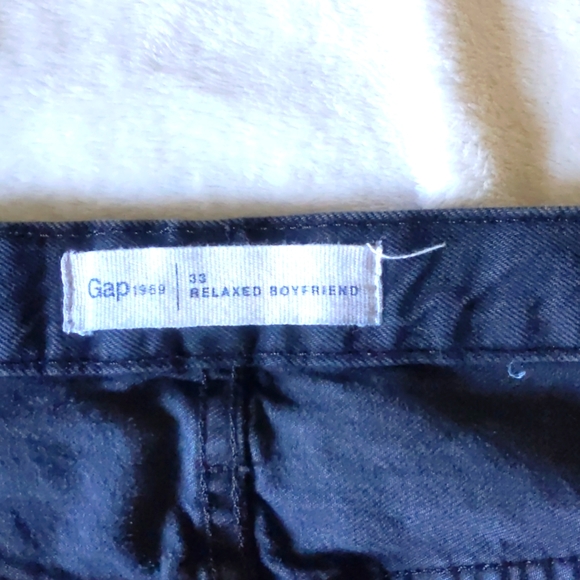 Gap 1969
33
RELAXED BOYFRIEND